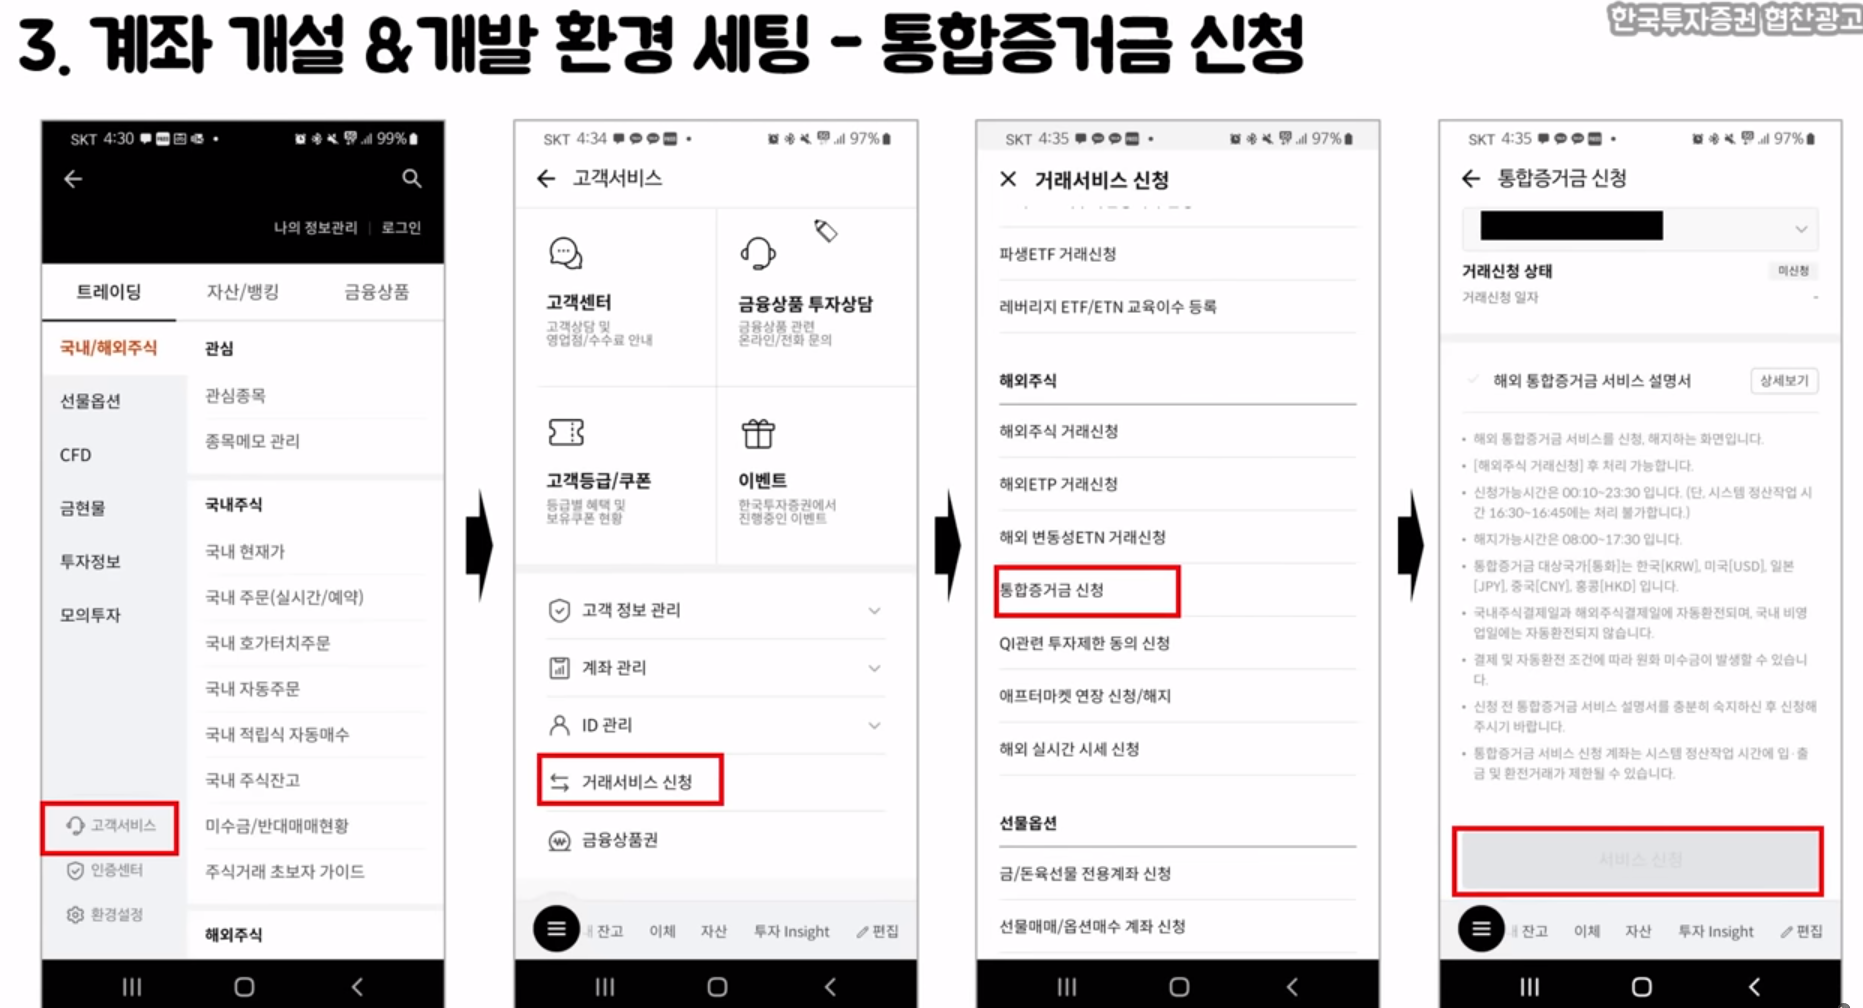 한국투자증권 협찬광고
3. 계좌 개설 &개발 환경 세팅 - 통합증거금 신청
SKT 4:30
99%
나의 정보관리 | 로그인
트레이딩
자산/뱅킹
금융상품
국내/해외주식
선물옵션
CFD
금현물
투자정보
모의투자
고객서비스
인증센터
환경설정
관심
관심종목
종목메모 관리
국내주식
국내 현재가
국내 주문(실시간/예약)
국내 호가터치주문
국내 자동주문
국내 적립식 자동매수
국내 주식잔고
미수금/반대매매현황
주식거래 초보자 가이드
해외주식
SKT 4:34
97%
고객서비스
고객센터
고객상담 및
영업점/수수료 안내
금융상품 투자상담
금융상품 관련
온라인/전화 문의
고객등급/쿠폰
등급별 혜택 및
보유쿠폰 현황
이벤트
한국투자증권에서
진행중인 이벤트
고객 정보 관리
계좌 관리
ID 관리
거래서비스 신청
금융상품권
잔고
이체
자산
투자 Insight
편집
SKT 4:35
97%
거래서비스 신청
파생ETF 거래신청
레버리지 ETF/ETN 교육이수 등록
해외주식
해외주식 거래신청
해외ETP 거래신청
해외 변동성ETN 거래신청
통합증거금 신청
QI관련 투자제한 동의 신청
애프터마켓 연장 신청/해지
해외 실시간 시세 신청
선물옵션
금/돈육선물 전용계좌 신청
선물매매/옵션매수 계좌 신청
SKT 4:35
97%
통합증거금 신청
거래신청 상태
미신청
거래신청 일자
-
해외 통합증거금 서비스 설명서
상세보기
• 해외 통합증거금 서비스를 신청, 해지하는 화면입니다.
• [해외주식 거래신청] 후 처리 가능합니다.
• 신청가능시간은 00:10~23:30 입니다. (단, 시스템 정산작업 시
간 16:30~16:45에는 처리 불가합니다.)
• 해지가능시간은 08:00~17:30 입니다.
• 통합증거금 대상국가[통화]는 한국[KRW], 미국[USD], 일본
[JPY], 중국[CNY], 홍콩[HKD] 입니다.
• 국내주식결제일과 해외주식결제일에 자동환전되며, 국내 비영
업일에는 자동환전되지 않습니다.
• 결제 및 자동환전 조건에 따라 원화 미수금이 발생할 수 있습니
다.
• 신청 전 통합증거금 서비스 설명서를 충분히 숙지하신 후 신청해
주시기 바랍니다.
• 통합증거금 서비스 신청 계좌는 시스템 정산작업 시간에 입·출
금 및 환전거래가 제한될 수 있습니다.
서비스 신청
잔고
이체
자산
투자 Insight
편집